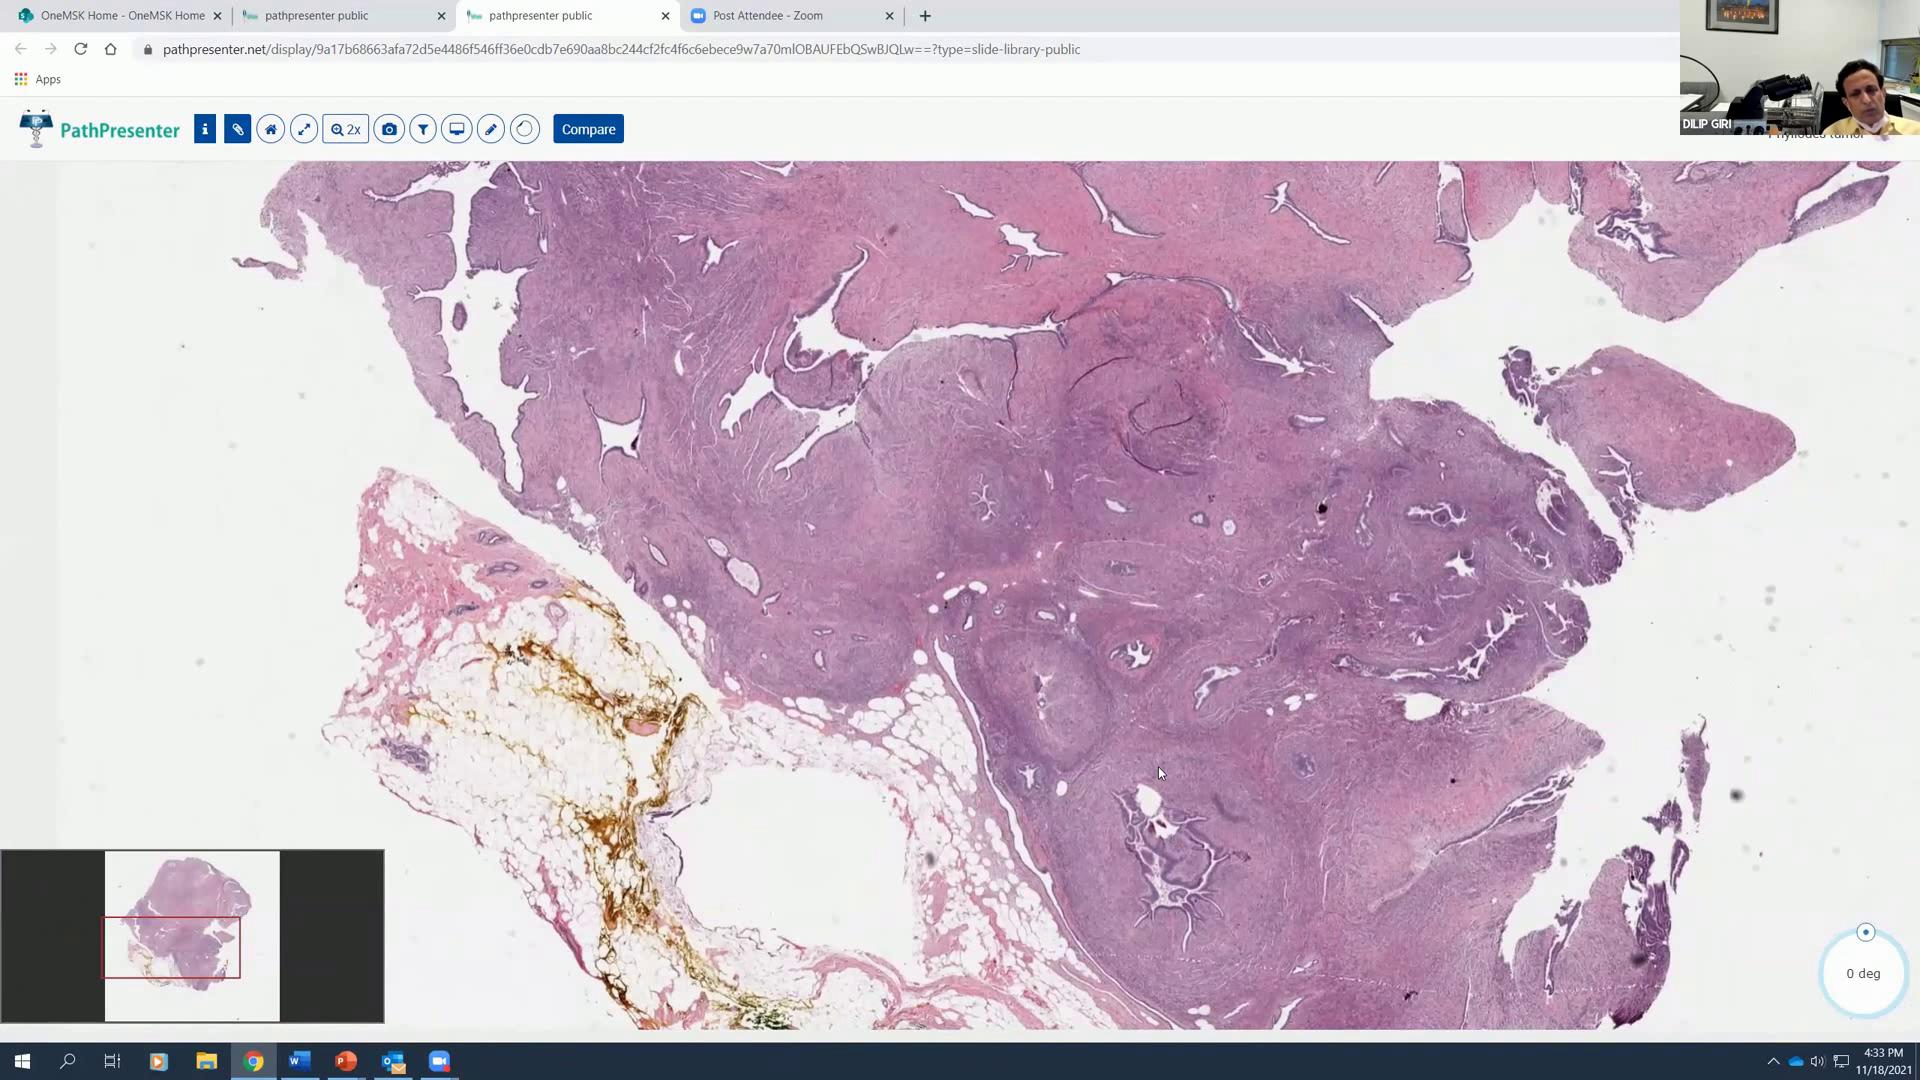 OneMSK Home - OneMSK Home
pathpresenter public
pathpresenter public
Post Attendee - Zoom
pathpresenter.net/display/9a17b68663afa72d5e4486f546ff36e0cdb7e690aa8bc244cf2fc4f6c6ebece9w7a70mlOBAUFEbQSwBJQLw==?type=slide-library-public
Apps
PathPresenter
2x
Compare
DILIP GIRI
Phyllodes tumor
0 deg
4:33 PM
11/18/2021